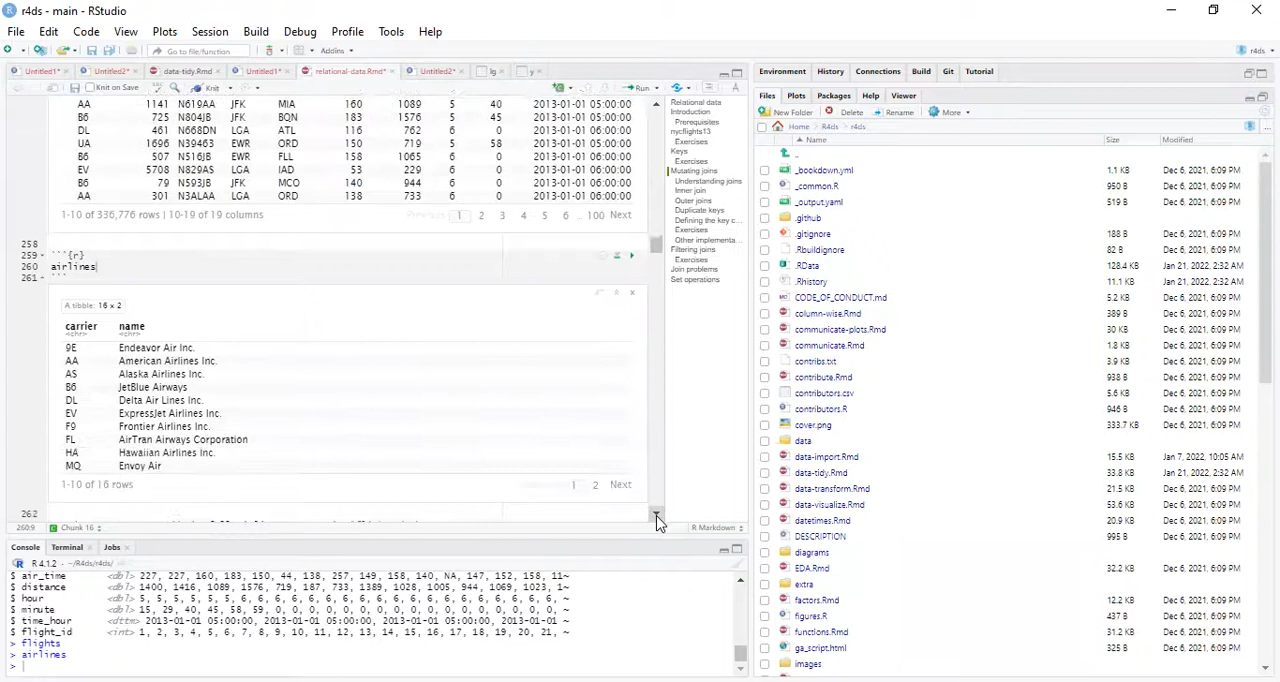 r4ds - main - RStudio
File Edit Code View Plots Session Build Debug Profile Tools Help
Go to file/function Addins r4ds
Untitled1* Untitled2* data-tidy.Rmd Untitled1* relational-data.Rmd* Untitled2* lg y
Knit on Save Knit Run
AA 1141 N619AA JFK MIA 160 1089 5 40 2013-01-01 05:00:00
B6 725 N804JB JFK BQN 183 1576 5 45 2013-01-01 05:00:00
DL 461 N668DN LGA ATL 116 762 6 0 2013-01-01 06:00:00
UA 1696 N39463 EWR ORD 150 719 5 58 2013-01-01 05:00:00
B6 507 N516JB EWR FLL 158 1065 6 0 2013-01-01 06:00:00
EV 5708 N829AS LGA IAD 53 229 6 0 2013-01-01 06:00:00
B6 79 N593JB JFK MCO 140 944 6 0 2013-01-01 06:00:00
AA 301 N3ALAA LGA ORD 138 733 6 0 2013-01-01 06:00:00
1-10 of 336,776 rows | 10-19 of 19 columns Previous 1 2 3 4 5 6 ... 100 Next
258
259 ```{r}
260 airlines
261 ```
A tibble: 16 x 2
carrier name
<chr> <chr>
9E Endeavor Air Inc.
AA American Airlines Inc.
AS Alaska Airlines Inc.
B6 JetBlue Airways
DL Delta Air Lines Inc.
EV ExpressJet Airlines Inc.
F9 Frontier Airlines Inc.
FL AirTran Airways Corporation
HA Hawaiian Airlines Inc.
MQ Envoy Air
1-10 of 16 rows 1 2 Next
262
260:9 Chunk 16 R Markdown
Relational data
Introduction
Prerequisites
nycflights13
Exercises
Keys
Exercises
Mutating joins
Understanding joins
Inner join
Outer joins
Duplicate keys
Defining the key c...
Exercises
Other implementa...
Filtering joins
Exercises
Join problems
Set operations
Console Terminal Jobs
R 4.1.2 · ~/R4ds/r4ds/
$ air_time <dbl> 227, 227, 160, 183, 150, 44, 138, 257, 149, 158, 140, NA, 147, 152, 158, 11~
$ distance <dbl> 1400, 1416, 1089, 1576, 719, 187, 733, 1389, 1028, 1005, 944, 1069, 1023, 1~
$ hour <dbl> 5, 5, 5, 5, 5, 5, 6, 6, 6, 6, 6, 6, 6, 6, 6, 6, 6, 6, 6, 6, 6, 6, 6, 6, 6, ~
$ minute <dbl> 15, 29, 40, 45, 58, 59, 0, 0, 0, 0, 0, 0, 0, 0, 0, 0, 0, 0, 0, 0, 0, 0, 0, ~
$ time_hour <dttm> 2013-01-01 05:00:00, 2013-01-01 05:00:00, 2013-01-01 05:00:00, 2013-01-01 ~
$ flight_id <int> 1, 2, 3, 4, 5, 6, 7, 8, 9, 10, 11, 12, 13, 14, 15, 16, 17, 18, 19, 20, 21, ~
> flights
> airlines
>
Environment History Connections Build Git Tutorial
Files Plots Packages Help Viewer
New Folder Delete Rename More
Home R4ds r4ds ...
Name Size Modified
..
_bookdown.yml 1.1 KB Dec 6, 2021, 6:09 PM
_common.R 950 B Dec 6, 2021, 6:09 PM
_output.yaml 519 B Dec 6, 2021, 6:09 PM
.github
.gitignore 188 B Dec 6, 2021, 6:09 PM
.Rbuildignore 82 B Dec 6, 2021, 6:09 PM
.RData 128.4 KB Jan 21, 2022, 2:32 AM
.Rhistory 11.1 KB Jan 21, 2022, 2:32 AM
CODE_OF_CONDUCT.md 5.2 KB Dec 6, 2021, 6:09 PM
column-wise.Rmd 389 B Dec 6, 2021, 6:09 PM
communicate-plots.Rmd 30 KB Dec 6, 2021, 6:09 PM
communicate.Rmd 1.8 KB Dec 6, 2021, 6:09 PM
contribs.txt 3.9 KB Dec 6, 2021, 6:09 PM
contribute.Rmd 938 B Dec 6, 2021, 6:09 PM
contributors.csv 5.6 KB Dec 6, 2021, 6:09 PM
contributors.R 946 B Dec 6, 2021, 6:09 PM
cover.png 333.7 KB Dec 6, 2021, 6:09 PM
data
data-import.Rmd 15.5 KB Jan 7, 2022, 10:05 AM
data-tidy.Rmd 33.8 KB Jan 21, 2022, 2:32 AM
data-transform.Rmd 21.5 KB Dec 6, 2021, 6:09 PM
data-visualize.Rmd 53.6 KB Dec 6, 2021, 6:09 PM
datetimes.Rmd 20.9 KB Dec 6, 2021, 6:09 PM
DESCRIPTION 995 B Dec 6, 2021, 6:09 PM
diagrams
EDA.Rmd 32.2 KB Dec 6, 2021, 6:09 PM
extra
factors.Rmd 12.2 KB Dec 6, 2021, 6:09 PM
figures.R 437 B Dec 6, 2021, 6:09 PM
functions.Rmd 31.2 KB Dec 6, 2021, 6:09 PM
ga_script.html 325 B Dec 6, 2021, 6:09 PM
images